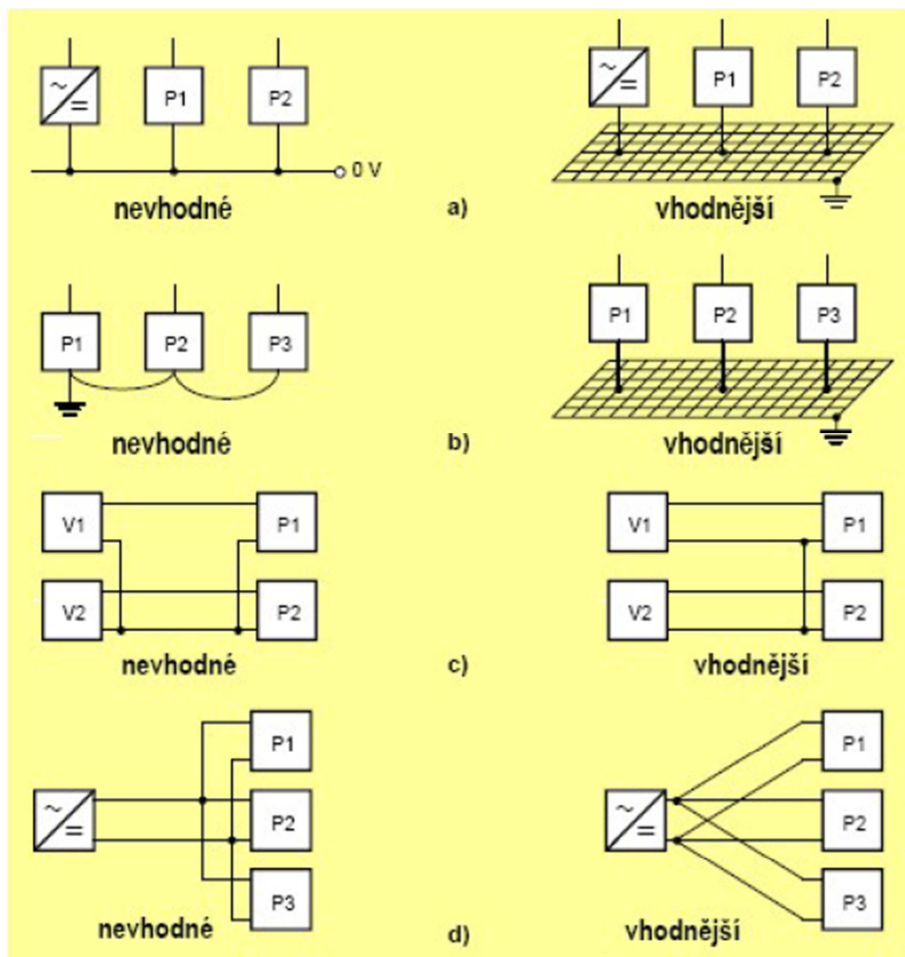 ~ = P1 P2 ~ = P1 P2
0 V
nevhodné a) vhodnější
P1 P2 P3 P1 P2 P3
nevhodné b) vhodnější
V1 P1 V1 P1
V2 P2 V2 P2
nevhodné c) vhodnější
P1 P1
~ = P2 ~ = P2
P3 P3
nevhodné d) vhodnější